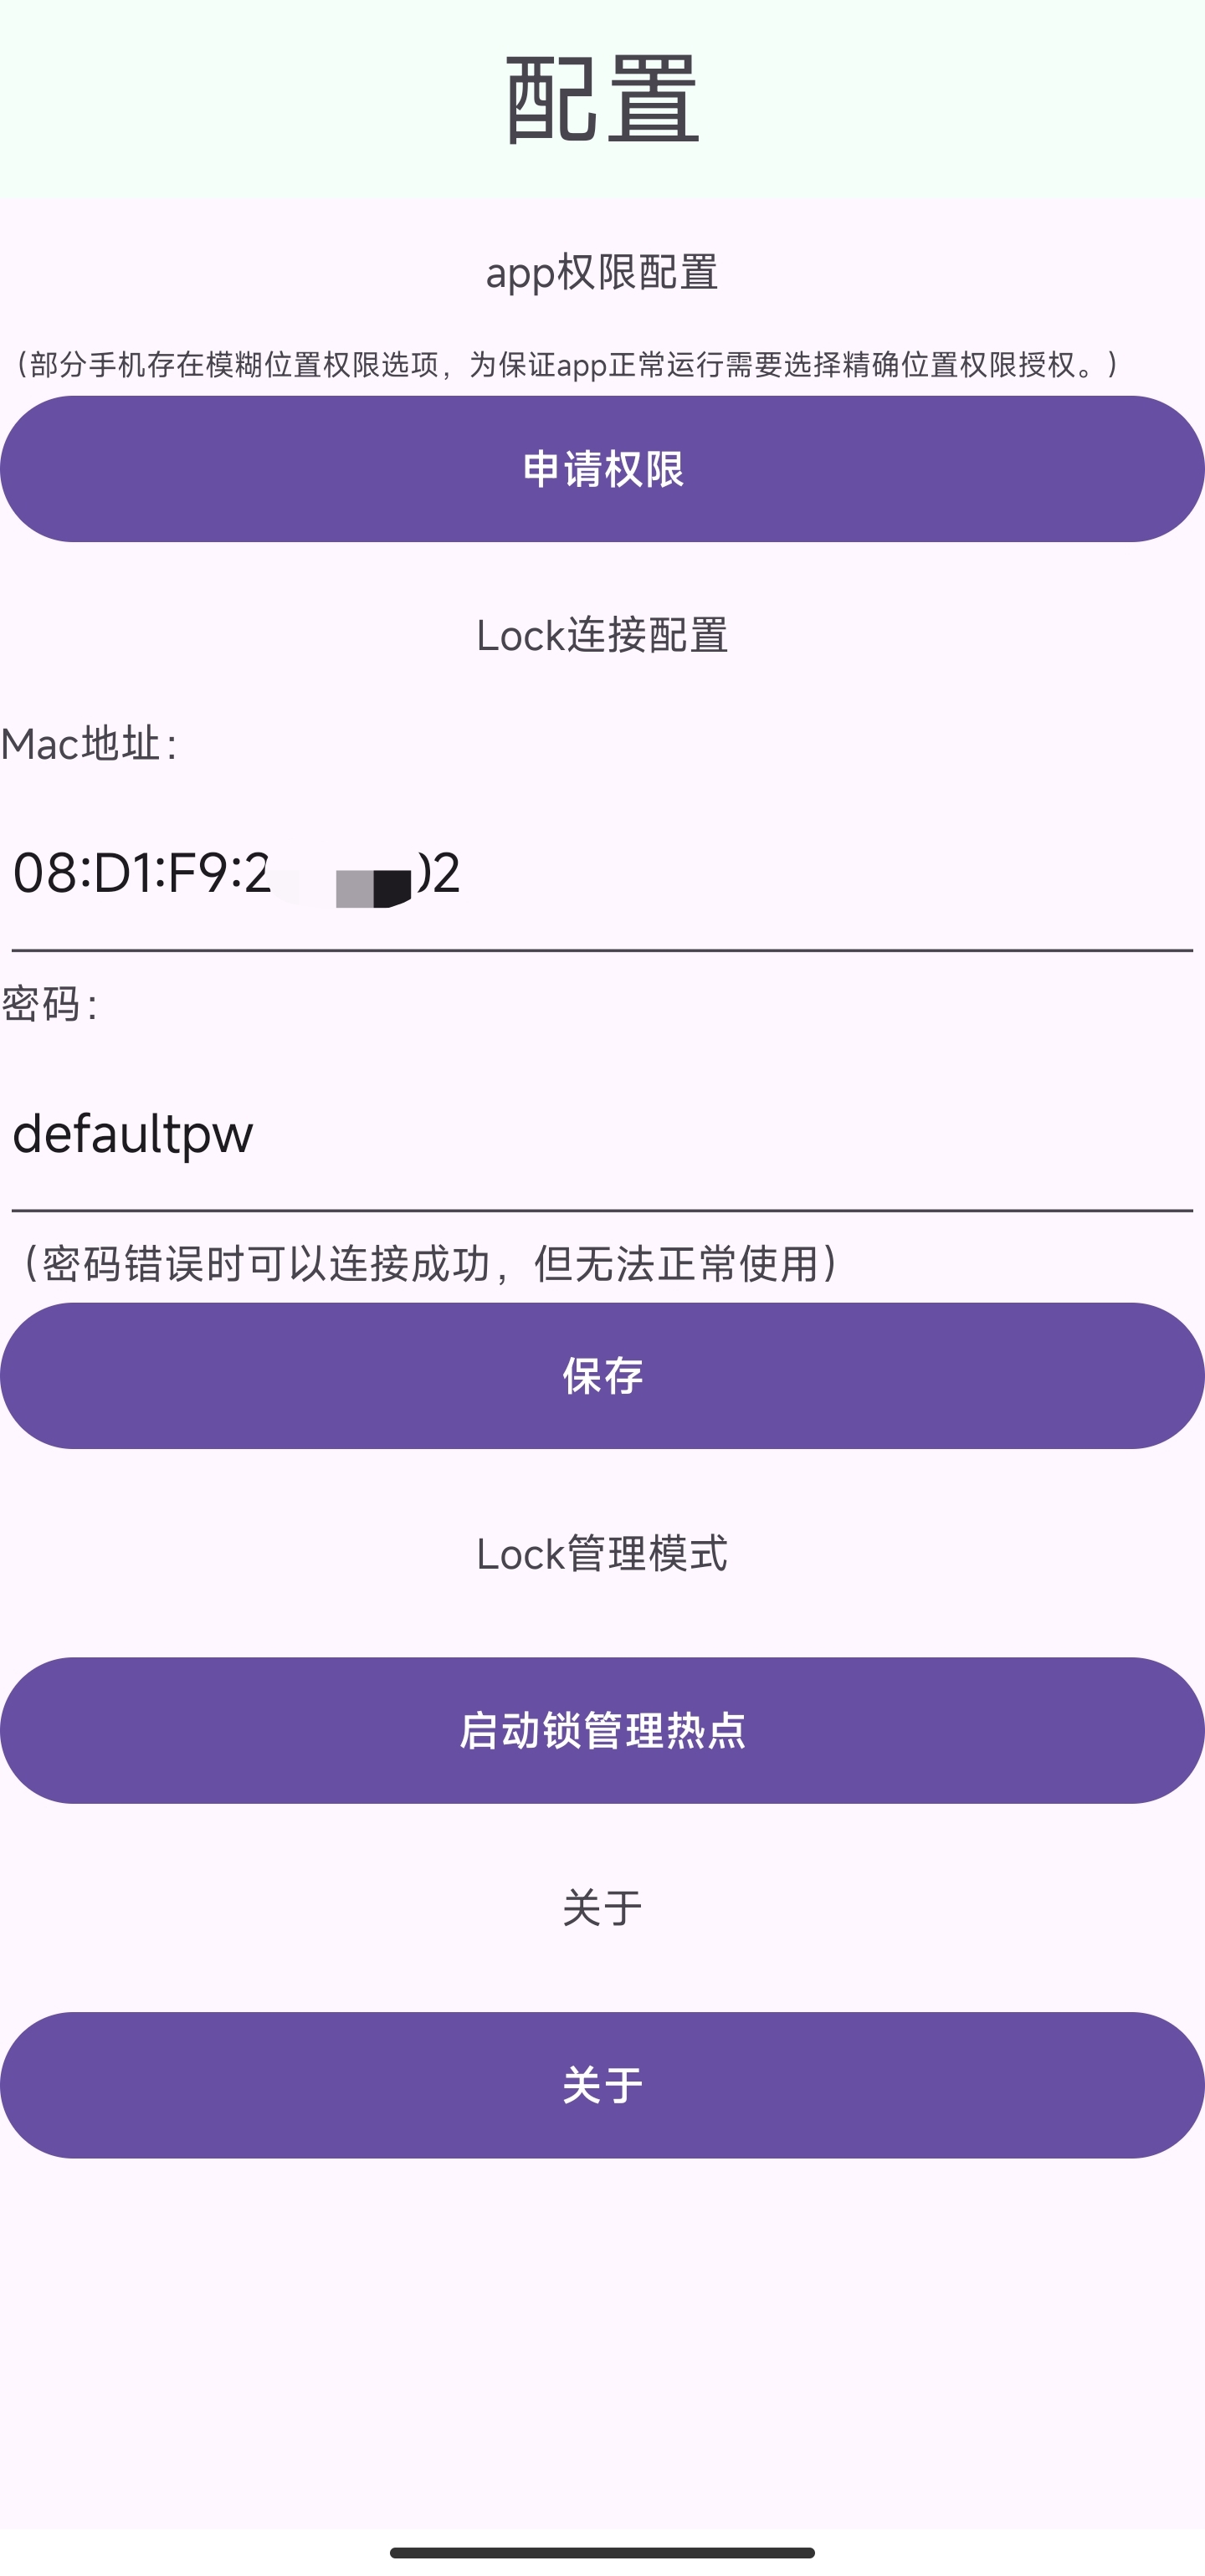 配置
app权限配置
（部分手机存在模糊位置权限选项，为保证app正常运行需要选择精确位置权限授权。）
申请权限
Lock连接配置
Mac地址：
08:D1:F9:2 2
密码：
defaultpw
（密码错误时可以连接成功，但无法正常使用）
保存
Lock管理模式
启动锁管理热点
关于
关于